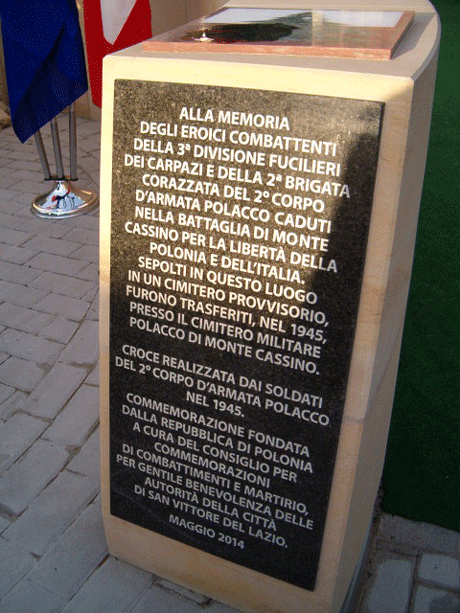 ALLA MEMORIA
DEGLI EROICI COMBATTENTI
DELLA 3ª DIVISIONE FUCILIERI
DEI CARPAZI E DELLA 2ª BRIGATA
CORAZZATA DEL 2º CORPO
D'ARMATA POLACCO CADUTI
NELLA BATTAGLIA DI MONTE
CASSINO PER LA LIBERTÀ DELLA
POLONIA E DELL'ITALIA.
SEPOLTI IN QUESTO LUOGO
IN UN CIMITERO PROVVISORIO,
FURONO TRASFERITI, NEL 1945,
PRESSO IL CIMITERO MILITARE
POLACCO DI MONTE CASSINO.
CROCE REALIZZATA DAI SOLDATI
DEL 2º CORPO D'ARMATA POLACCO
NEL 1945.
COMMEMORAZIONE FONDATA
DALLA REPUBBLICA DI POLONIA
A CURA DEL CONSIGLIO PER
COMMEMORAZIONI
DI COMBATTIMENTI E MARTIRIO,
PER GENTILE BENEVOLENZA DELLE
AUTORITÀ DELLA CITTÀ
DI SAN VITTORE DEL LAZIO.
MAGGIO 2014